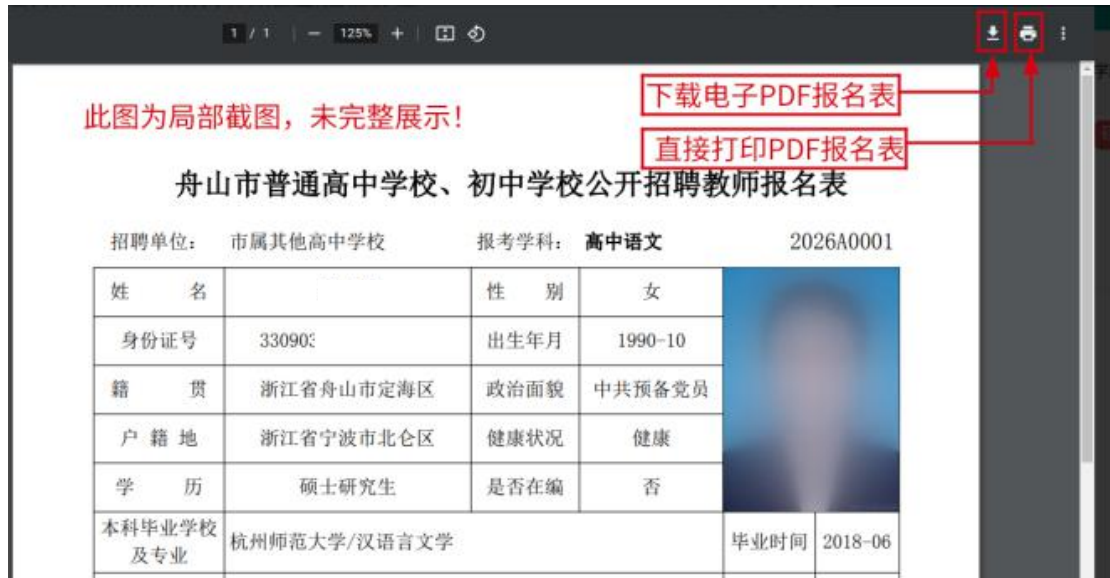 1 / 1 — 125% +
下载电子PDF报名表
此图为局部截图，未完整展示！
直接打印PDF报名表
舟山市普通高中学校、初中学校公开招聘教师报名表
招聘单位： 市属其他高中学校 报考学科： 高中语文 2026A0001
姓 名 性 别 女
身份证号 330903 出生年月 1990-10
籍 贯 浙江省舟山市定海区 政治面貌 中共预备党员
户 籍 地 浙江省宁波市北仑区 健康状况 健康
学 历 硕士研究生 是否在编 否
本科毕业学校
及专业 杭州师范大学/汉语言文学 毕业时间 2018-06